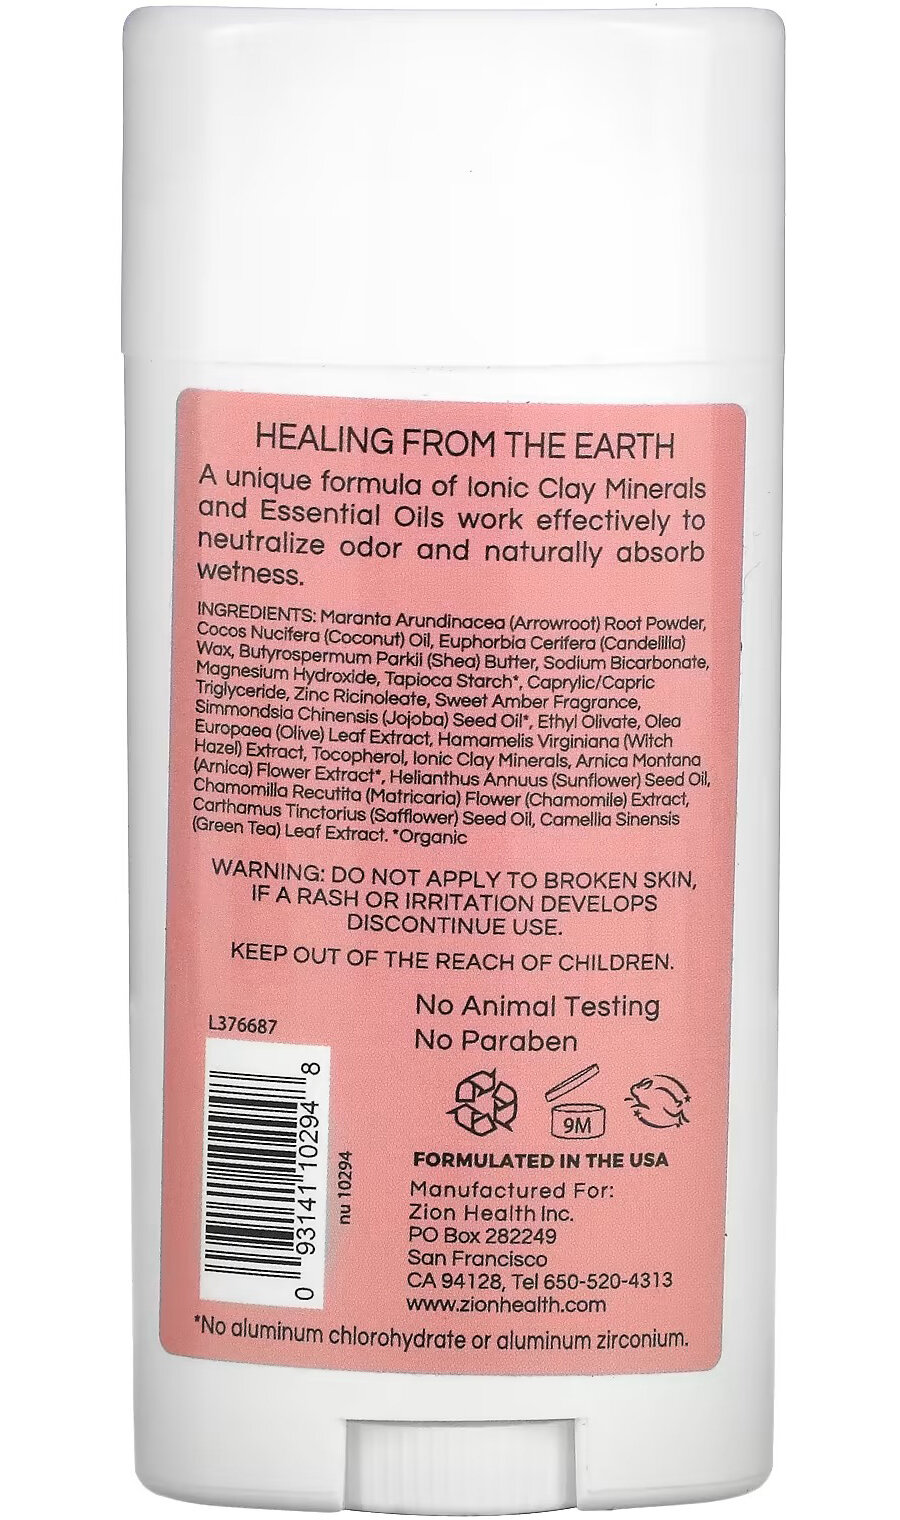 HEALING FROM THE EARTH
A unique formula of Ionic Clay Minerals
and Essential Oils work effectively to
neutralize odor and naturally absorb
wetness.
INGREDIENTS: Maranta Arundinacea (Arrowroot) Root Powder,
Cocos Nucifera (Coconut) Oil, Euphorbia Cerifera (Candelilla)
Wax, Butyrospermum Parkii (Shea) Butter, Sodium Bicarbonate,
Magnesium Hydroxide, Tapioca Starch*, Caprylic/Capric
Triglyceride, Zinc Ricinoleate, Sweet Amber Fragrance,
Simmondsia Chinensis (Jojoba) Seed Oil*, Ethyl Olivate, Olea
Europaea (Olive) Leaf Extract, Hamamelis Virginiana (Witch
Hazel) Extract, Tocopherol, Ionic Clay Minerals, Arnica Montana
(Arnica) Flower Extract*, Helianthus Annuus (Sunflower) Seed Oil,
Chamomilla Recutita (Matricaria) Flower (Chamomile) Extract,
Carthamus Tinctorius (Safflower) Seed Oil, Camellia Sinensis
(Green Tea) Leaf Extract. *Organic
WARNING: DO NOT APPLY TO BROKEN SKIN,
IF A RASH OR IRRITATION DEVELOPS
DISCONTINUE USE.
KEEP OUT OF THE REACH OF CHILDREN.
No Animal Testing
No Paraben
L376687
0 93141 10294 8
nu 10294
9M
FORMULATED IN THE USA
Manufactured For:
Zion Health Inc.
PO Box 282249
San Francisco
CA 94128, Tel 650-520-4313
www.zionhealth.com
*No aluminum chlorohydrate or aluminum zirconium.